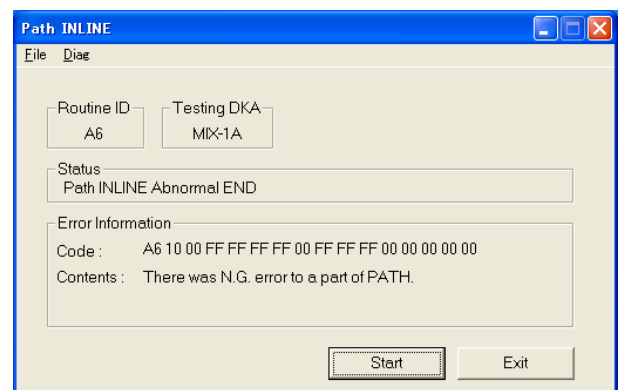 Path INLINE
File Diag
Routine ID Testing DKA
A6 MIX-1A
Status
Path INLINE Abnormal END
Error Information
Code : A6 10 00 FF FF FF FF 00 FF FF FF 00 00 00 00 00
Contents : There was N.G. error to a part of PATH.
Start Exit